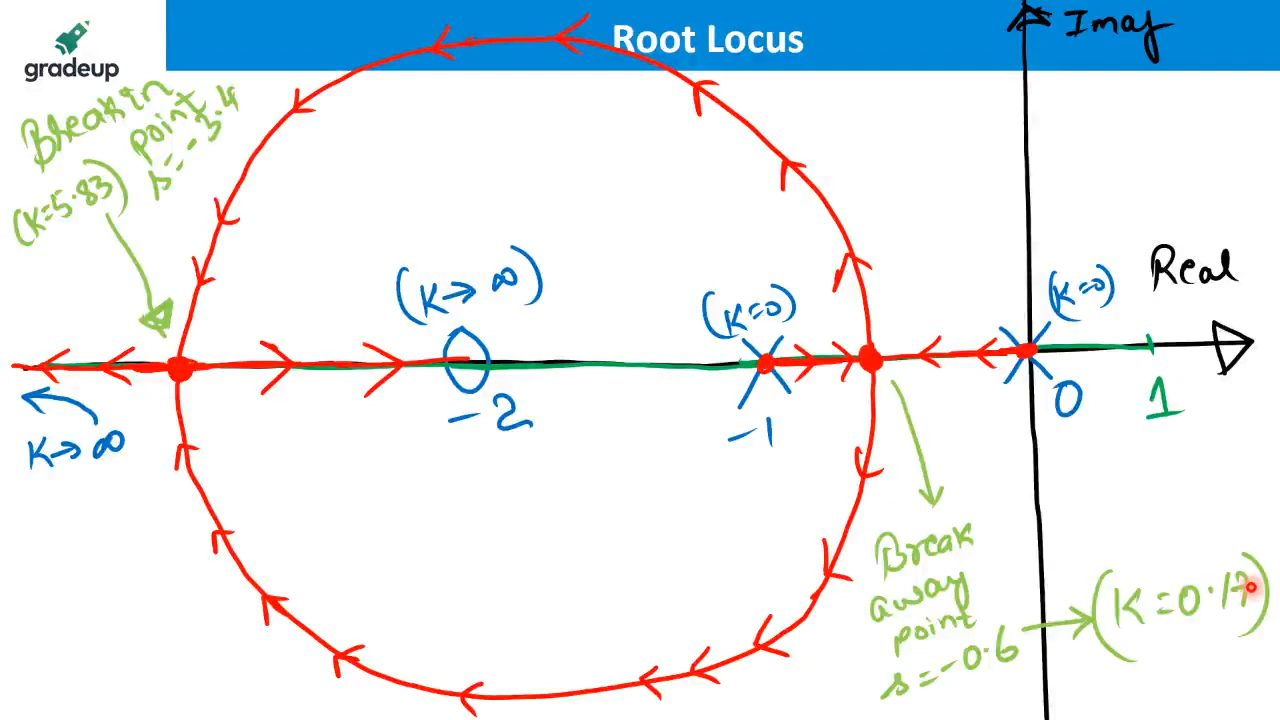 Root Locus
gradeup
Imag
Break in
point
s=-3.4
(K=5.83)
(K→∞)
(K=0)
(K=0)
Real
-2
-1
0
1
K→∞
Break
away
point
s=-0.6
(K=0.17)